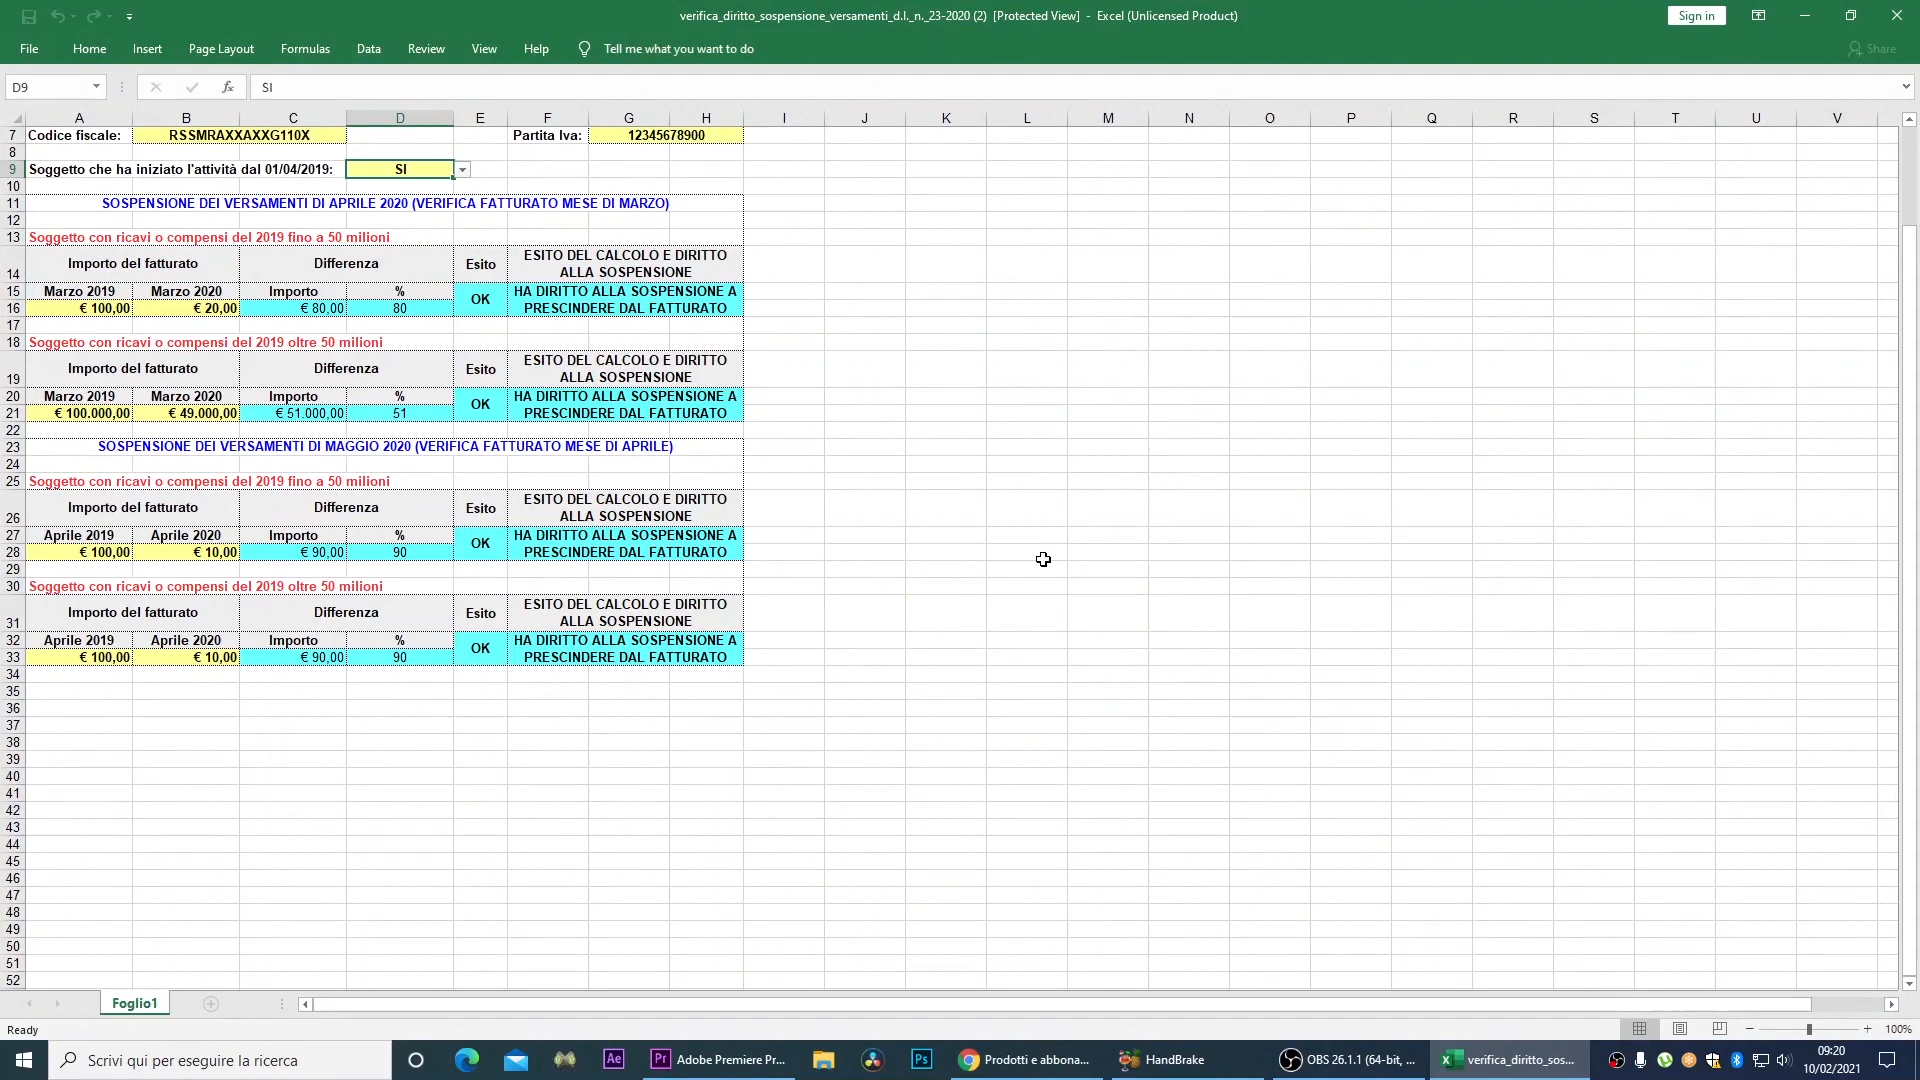 verifica_diritto_sospensione_versamenti_d.l._n._23-2020 (2)  [Protected View]  -  Excel (Unlicensed Product)
Sign in
File Home Insert Page Layout Formulas Data Review View Help Tell me what you want to do Share
D9 fx SI
A B C D E F G H I J K L M N O P Q R S T U V
7 Codice fiscale: RSSMRAXXAXXG110X Partita Iva: 12345678900
8
9 Soggetto che ha iniziato l'attività dal 01/04/2019: SI
10
11 SOSPENSIONE DEI VERSAMENTI DI APRILE 2020 (VERIFICA FATTURATO MESE DI MARZO)
12
13 Soggetto con ricavi o compensi del 2019 fino a 50 milioni
14 Importo del fatturato Differenza Esito ESITO DEL CALCOLO E DIRITTO
ALLA SOSPENSIONE
15 Marzo 2019 Marzo 2020 Importo % OK HA DIRITTO ALLA SOSPENSIONE A
16 € 100,00 € 20,00 € 80,00 80 PRESCINDERE DAL FATTURATO
17
18 Soggetto con ricavi o compensi del 2019 oltre 50 milioni
19 Importo del fatturato Differenza Esito ESITO DEL CALCOLO E DIRITTO
ALLA SOSPENSIONE
20 Marzo 2019 Marzo 2020 Importo % OK HA DIRITTO ALLA SOSPENSIONE A
21 € 100.000,00 € 49.000,00 € 51.000,00 51 PRESCINDERE DAL FATTURATO
22
23 SOSPENSIONE DEI VERSAMENTI DI MAGGIO 2020 (VERIFICA FATTURATO MESE DI APRILE)
24
25 Soggetto con ricavi o compensi del 2019 fino a 50 milioni
26 Importo del fatturato Differenza Esito ESITO DEL CALCOLO E DIRITTO
ALLA SOSPENSIONE
27 Aprile 2019 Aprile 2020 Importo % OK HA DIRITTO ALLA SOSPENSIONE A
28 € 100,00 € 10,00 € 90,00 90 PRESCINDERE DAL FATTURATO
29
30 Soggetto con ricavi o compensi del 2019 oltre 50 milioni
31 Importo del fatturato Differenza Esito ESITO DEL CALCOLO E DIRITTO
ALLA SOSPENSIONE
32 Aprile 2019 Aprile 2020 Importo % OK HA DIRITTO ALLA SOSPENSIONE A
33 € 100,00 € 10,00 € 90,00 90 PRESCINDERE DAL FATTURATO
34
35
36
37
38
39
40
41
42
43
44
45
46
47
48
49
50
51
52
Foglio1
Ready 100%
Scrivi qui per eseguire la ricerca Ae Pr Adobe Premiere Pr... Ps Prodotti e abbona... HandBrake OBS 26.1.1 (64-bit, ... verifica_diritto_sos... 09:20
10/02/2021